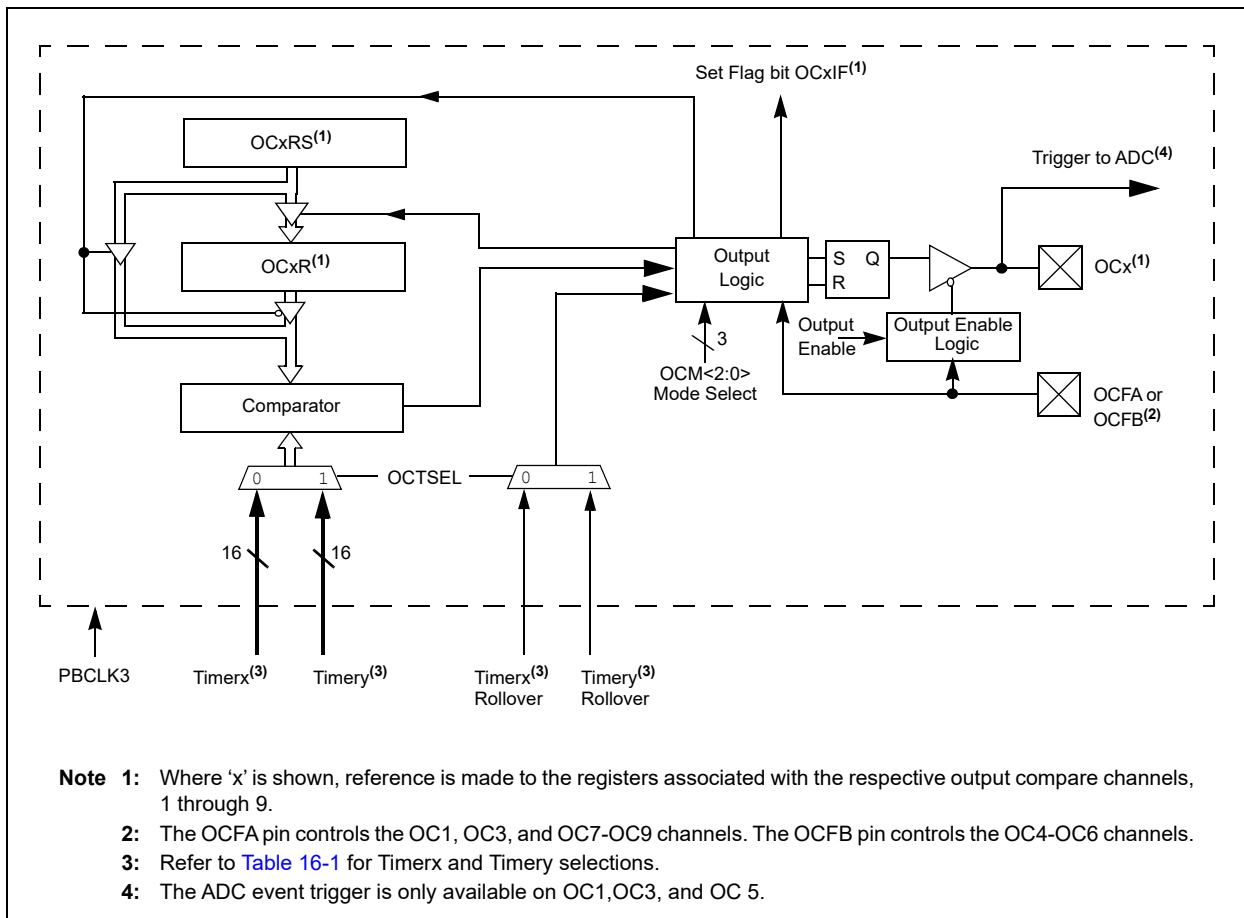 Set Flag bit OCxIF(1)
OCxRS(1)
Trigger to ADC(4)
OCxR(1)
Output
Logic
S Q
R
OCx(1)
3
Output
Enable
Output Enable
Logic
OCM<2:0>
Mode Select
Comparator
OCFA or
OCFB(2)
0 1
OCTSEL
0 1
16
16
PBCLK3
Timerx(3)
Timery(3)
Timerx(3)
Rollover
Timery(3)
Rollover
Note 1: Where ‘x’ is shown, reference is made to the registers associated with the respective output compare channels,
1 through 9.
2: The OCFA pin controls the OC1, OC3, and OC7-OC9 channels. The OCFB pin controls the OC4-OC6 channels.
3: Refer to Table 16-1 for Timerx and Timery selections.
4: The ADC event trigger is only available on OC1,OC3, and OC 5.